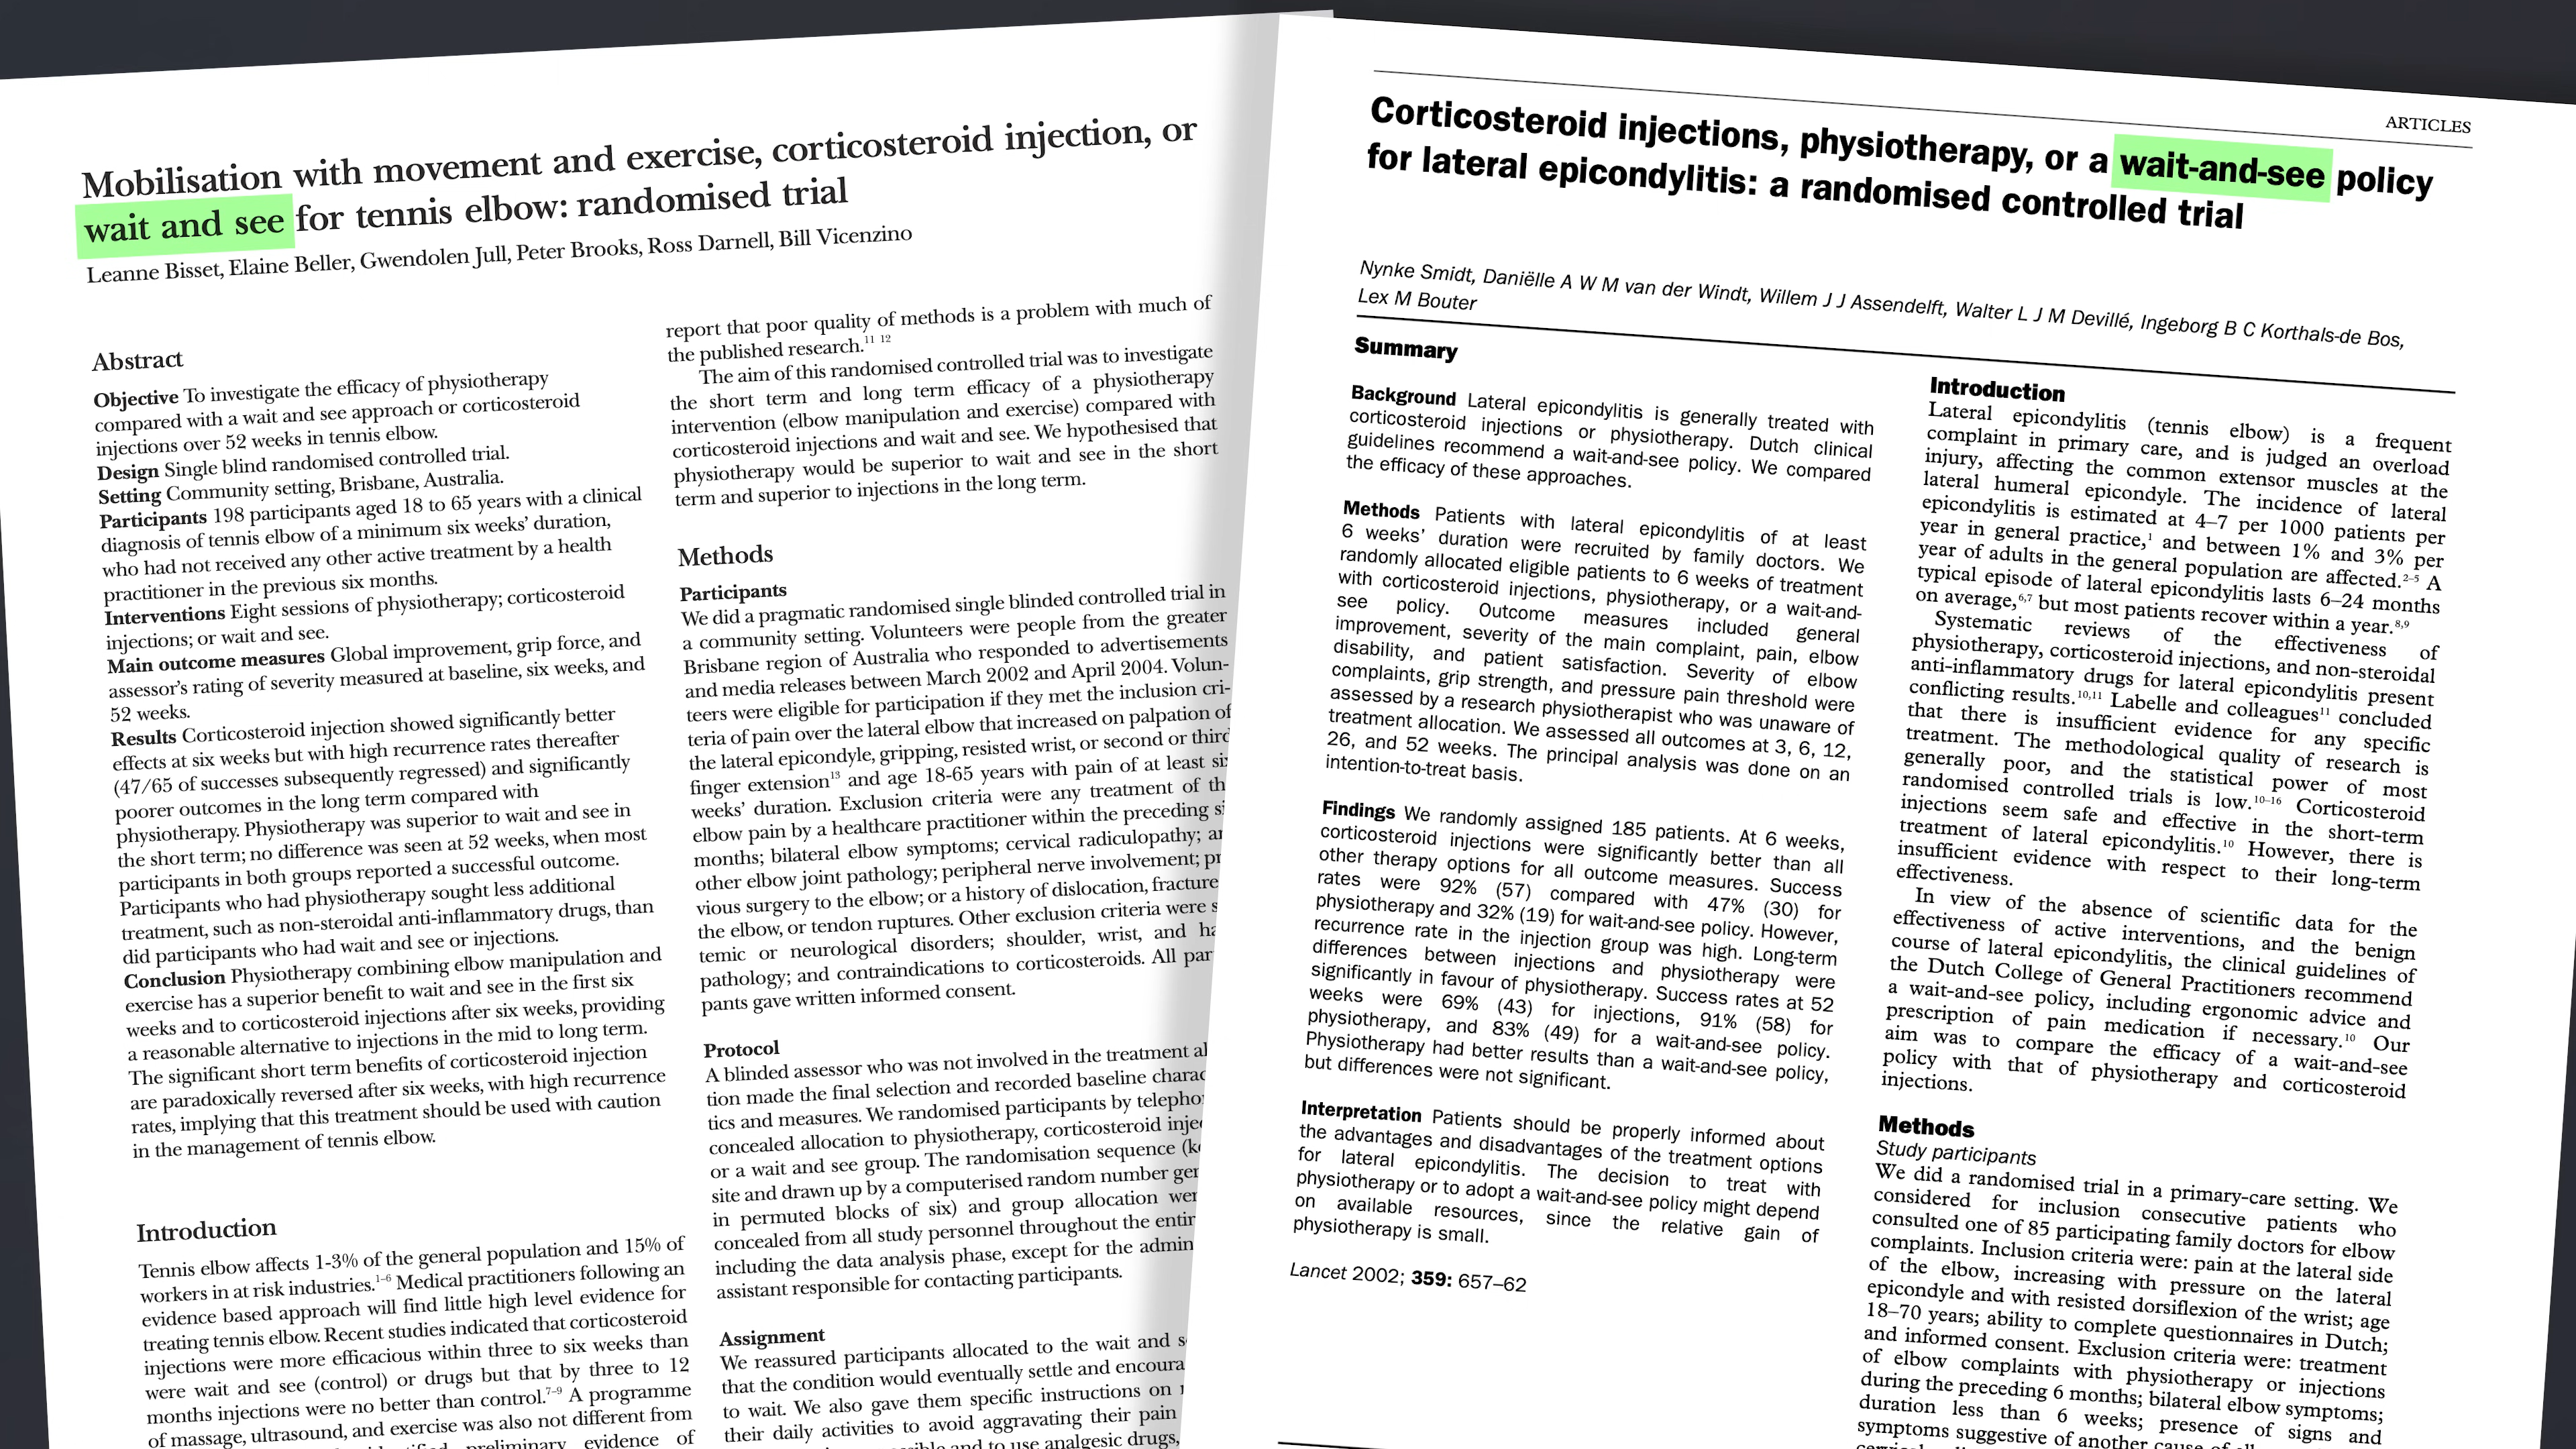 Mobilisation with movement and exercise, corticosteroid injection, or
wait and see for tennis elbow: randomised trial
Leanne Bisset, Elaine Beller, Gwendolen Jull, Peter Brooks, Ross Darnell, Bill Vicenzino
Abstract
Objective To investigate the efficacy of physiotherapy
compared with a wait and see approach or corticosteroid
injections over 52 weeks in tennis elbow.
Design Single blind randomised controlled trial.
Setting Community setting, Brisbane, Australia.
Participants 198 participants aged 18 to 65 years with a clinical
diagnosis of tennis elbow of a minimum six weeks' duration,
who had not received any other active treatment by a health
practitioner in the previous six months.
Interventions Eight sessions of physiotherapy; corticosteroid
injections; or wait and see.
Main outcome measures Global improvement, grip force, and
assessor's rating of severity measured at baseline, six weeks, and
52 weeks.
Results Corticosteroid injection showed significantly better
effects at six weeks but with high recurrence rates thereafter
(47/65 of successes subsequently regressed) and significantly
poorer outcomes in the long term compared with
physiotherapy. Physiotherapy was superior to wait and see in
the short term; no difference was seen at 52 weeks, when most
participants in both groups reported a successful outcome.
Participants who had physiotherapy sought less additional
treatment, such as non-steroidal anti-inflammatory drugs, than
did participants who had wait and see or injections.
Conclusion Physiotherapy combining elbow manipulation and
exercise has a superior benefit to wait and see in the first six
weeks and to corticosteroid injections after six weeks, providing
a reasonable alternative to injections in the mid to long term.
The significant short term benefits of corticosteroid injection
are paradoxically reversed after six weeks, with high recurrence
rates, implying that this treatment should be used with caution
in the management of tennis elbow.
Introduction
Tennis elbow affects 1-3% of the general population and 15% of
workers in at risk industries.1-6 Medical practitioners following an
evidence based approach will find little high level evidence for
treating tennis elbow. Recent studies indicated that corticosteroid
injections were more efficacious within three to six weeks than
were wait and see (control) or drugs but that by three to 12
months injections were no better than control.7-9 A programme
of massage, ultrasound, and exercise was also not different from
preliminary evidence of
report that poor quality of methods is a problem with much of
the published research.11 12
The aim of this randomised controlled trial was to investigate
the short term and long term efficacy of a physiotherapy
intervention (elbow manipulation and exercise) compared with
corticosteroid injections and wait and see. We hypothesised that
physiotherapy would be superior to wait and see in the short
term and superior to injections in the long term.
Methods
Participants
We did a pragmatic randomised single blinded controlled trial in
a community setting. Volunteers were people from the greater
Brisbane region of Australia who responded to advertisements
and media releases between March 2002 and April 2004. Volun-
teers were eligible for participation if they met the inclusion cri-
teria of pain over the lateral elbow that increased on palpation of
the lateral epicondyle, gripping, resisted wrist, or second or third
finger extension13 and age 18-65 years with pain of at least
weeks' duration. Exclusion criteria were any treatment of
elbow pain by a healthcare practitioner within the preceding
months; bilateral elbow symptoms; cervical radiculopathy;
other elbow joint pathology; peripheral nerve involvement;
vious surgery to the elbow; or a history of dislocation, fracture
the elbow, or tendon ruptures. Other exclusion criteria were
temic or neurological disorders; shoulder, wrist, and
pathology; and contraindications to corticosteroids. All
pants gave written informed consent.
Protocol
A blinded assessor who was not involved in the treatment
tion made the final selection and recorded baseline
tics and measures. We randomised participants by
concealed allocation to physiotherapy, corticosteroid
or a wait and see group. The randomisation sequence
site and drawn up by a computerised random number
in permuted blocks of six) and group allocation
concealed from all study personnel throughout the
including the data analysis phase, except for the
assistant responsible for contacting participants.
Assignment
We reassured participants allocated to the wait and
that the condition would eventually settle and
to wait. We also gave them specific instructions on
their daily activities to avoid aggravating their pain
and to use analgesic drugs,
ARTICLES
Corticosteroid injections, physiotherapy, or a wait-and-see policy
for lateral epicondylitis: a randomised controlled trial
Nynke Smidt, Daniëlle A W M van der Windt, Willem J J Assendelft, Walter L J M Devillé, Ingeborg B C Korthals-de Bos,
Lex M Bouter
Summary
Background Lateral epicondylitis is generally treated with
corticosteroid injections or physiotherapy. Dutch clinical
guidelines recommend a wait-and-see policy. We compared
the efficacy of these approaches.
Methods Patients with lateral epicondylitis of at least
6 weeks' duration were recruited by family doctors. We
randomly allocated eligible patients to 6 weeks of treatment
with corticosteroid injections, physiotherapy, or a wait-and-
see policy. Outcome measures included general
improvement, severity of the main complaint, pain, elbow
disability, and patient satisfaction. Severity of elbow
complaints, grip strength, and pressure pain threshold were
assessed by a research physiotherapist who was unaware of
treatment allocation. We assessed all outcomes at 3, 6, 12,
26, and 52 weeks. The principal analysis was done on an
intention-to-treat basis.
Findings We randomly assigned 185 patients. At 6 weeks,
corticosteroid injections were significantly better than all
other therapy options for all outcome measures. Success
rates were 92% (57) compared with 47% (30) for
physiotherapy and 32% (19) for wait-and-see policy. However,
recurrence rate in the injection group was high. Long-term
differences between injections and physiotherapy were
significantly in favour of physiotherapy. Success rates at 52
weeks were 69% (43) for injections, 91% (58) for
physiotherapy, and 83% (49) for a wait-and-see policy.
Physiotherapy had better results than a wait-and-see policy,
but differences were not significant.
Interpretation Patients should be properly informed about
the advantages and disadvantages of the treatment options
for lateral epicondylitis. The decision to treat with
physiotherapy or to adopt a wait-and-see policy might depend
on available resources, since the relative gain of
physiotherapy is small.
Lancet 2002; 359: 657–62
Introduction
Lateral epicondylitis (tennis elbow) is a frequent
complaint in primary care, and is judged an overload
injury, affecting the common extensor muscles at the
lateral humeral epicondyle. The incidence of lateral
epicondylitis is estimated at 4–7 per 1000 patients per
year in general practice,1 and between 1% and 3% per
year of adults in the general population are affected.2–5 A
typical episode of lateral epicondylitis lasts 6–24 months
on average,6,7 but most patients recover within a year.8,9
Systematic reviews of the effectiveness of
physiotherapy, corticosteroid injections, and non-steroidal
anti-inflammatory drugs for lateral epicondylitis present
conflicting results.10,11 Labelle and colleagues11 concluded
that there is insufficient evidence for any specific
treatment. The methodological quality of research is
generally poor, and the statistical power of most
randomised controlled trials is low.10–16 Corticosteroid
injections seem safe and effective in the short-term
treatment of lateral epicondylitis.10 However, there is
insufficient evidence with respect to their long-term
effectiveness.
In view of the absence of scientific data for the
effectiveness of active interventions, and the benign
course of lateral epicondylitis, the clinical guidelines of
the Dutch College of General Practitioners recommend
a wait-and-see policy, including ergonomic advice and
prescription of pain medication if necessary.10 Our
aim was to compare the efficacy of a wait-and-see
policy with that of physiotherapy and corticosteroid
injections.
Methods
Study participants
We did a randomised trial in a primary-care setting. We
considered for inclusion consecutive patients who
consulted one of 85 participating family doctors for elbow
complaints. Inclusion criteria were: pain at the lateral side
of the elbow, increasing with pressure on the lateral
epicondyle and with resisted dorsiflexion of the wrist; age
18–70 years; ability to complete questionnaires in Dutch;
and informed consent. Exclusion criteria were: treatment
of elbow complaints with physiotherapy or injections
during the preceding 6 months; bilateral elbow symptoms;
duration less than 6 weeks; presence of signs and
symptoms suggestive of another cause of